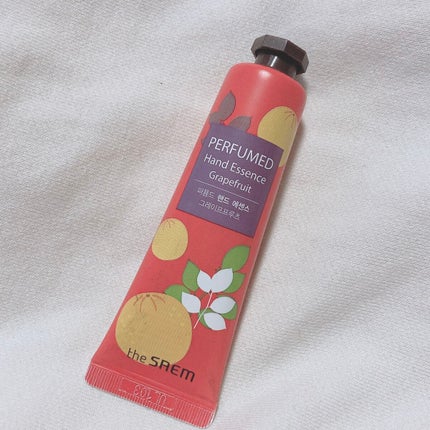 PERFUMED
Hand Essence
Grapefruit
퍼퓸드 핸드 에센스
그레이프프루츠
the SAEM